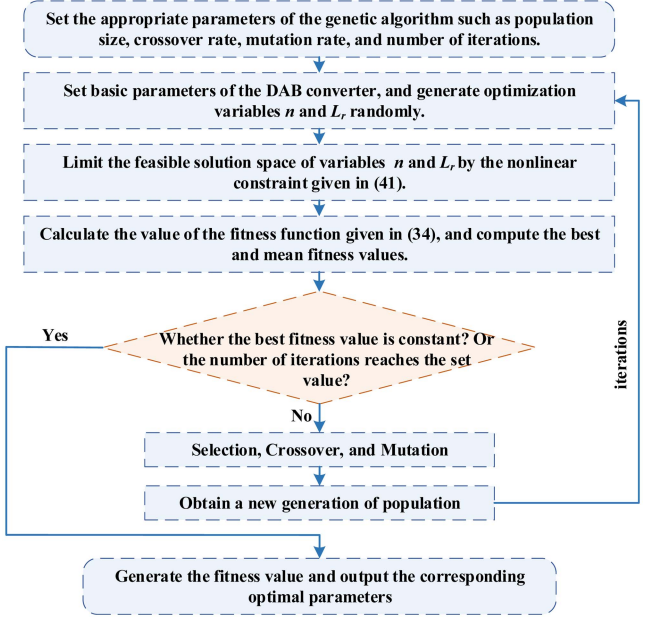 Set the appropriate parameters of the genetic algorithm such as population
size, crossover rate, mutation rate, and number of iterations.
Set basic parameters of the DAB converter, and generate optimization
variables n and Lr randomly.
Limit the feasible solution space of variables n and Lr by the nonlinear
constraint given in (41).
Calculate the value of the fitness function given in (34), and compute the best
and mean fitness values.
Yes
Whether the best fitness value is constant? Or
the number of iterations reaches the set
value?
iterations
No
Selection, Crossover, and Mutation
Obtain a new generation of population
Generate the fitness value and output the corresponding
optimal parameters